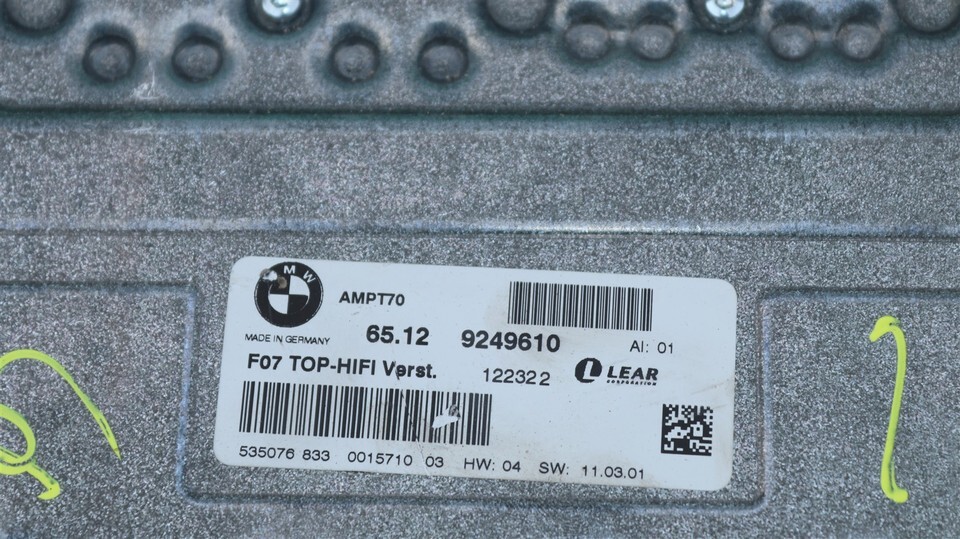 BMW
AMPT70
MADE IN GERMANY
65.12 9249610 AI: 01
F07 TOP-HIFI Verst. 122322 LEAR
CORPORATION
535076 833 0015710 03 HW: 04 SW: 11.03.01